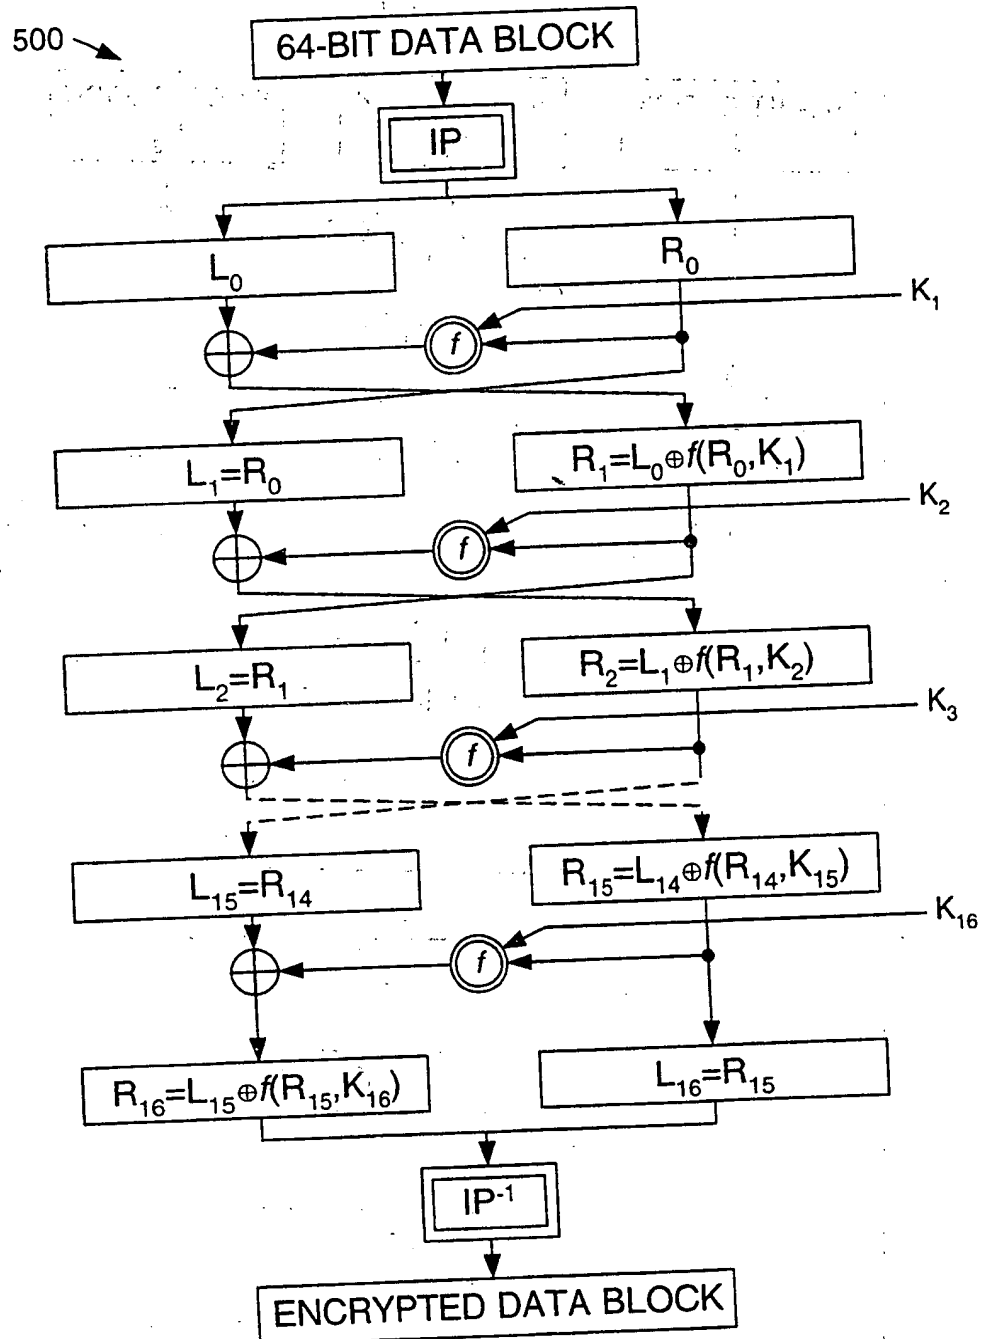 500
64-BIT DATA BLOCK
IP
L₀
R₀
K₁
f
L₁=R₀
R₁=L₀⊕f(R₀,K₁)
K₂
f
L₂=R₁
R₂=L₁⊕f(R₁,K₂)
K₃
f
L₁₅=R₁₄
R₁₅=L₁₄⊕f(R₁₄,K₁₅)
K₁₆
f
R₁₆=L₁₅⊕f(R₁₅,K₁₆)
L₁₆=R₁₅
IP⁻¹
ENCRYPTED DATA BLOCK